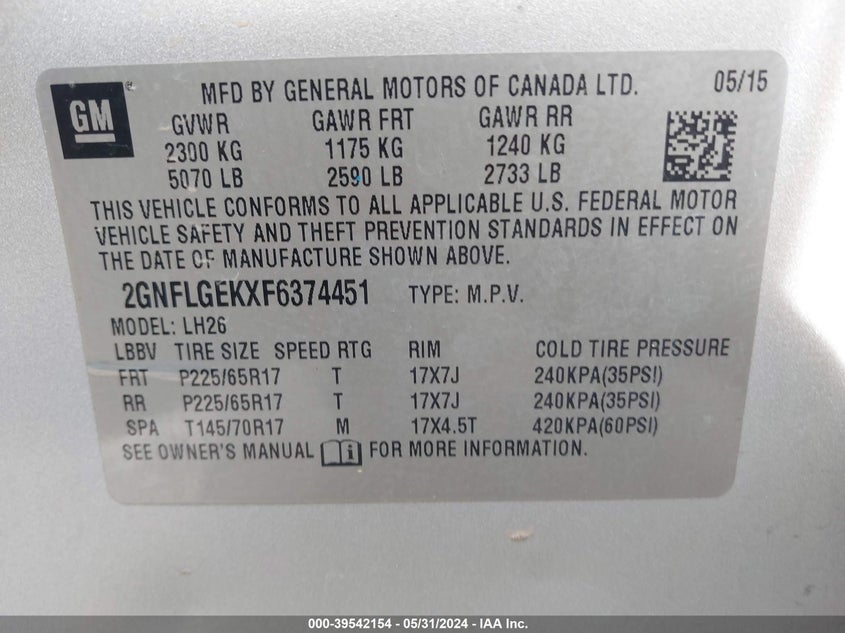 GM
®
MFD BY GENERAL MOTORS OF CANADA LTD. 05/15
GVWR GAWR FRT GAWR RR
2300 KG 1175 KG 1240 KG
5070 LB 2590 LB 2733 LB
THIS VEHICLE CONFORMS TO ALL APPLICABLE U.S. FEDERAL MOTOR
VEHICLE SAFETY AND THEFT PREVENTION STANDARDS IN EFFECT ON
THE DATE OF MANUFACTURE SHOWN ABOVE.
2GNFLGEKXF6374451 TYPE: M.P.V.
MODEL: LH26
LBBV TIRE SIZE SPEED RTG RIM COLD TIRE PRESSURE
FRT P225/65R17 T 17X7J 240KPA(35PSI)
RR P225/65R17 T 17X7J 240KPA(35PSI)
SPA T145/70R17 M 17X4.5T 420KPA(60PSI)
SEE OWNER'S MANUAL i FOR MORE INFORMATION.
000-39542154 - 05/31/2024 - IAA Inc.